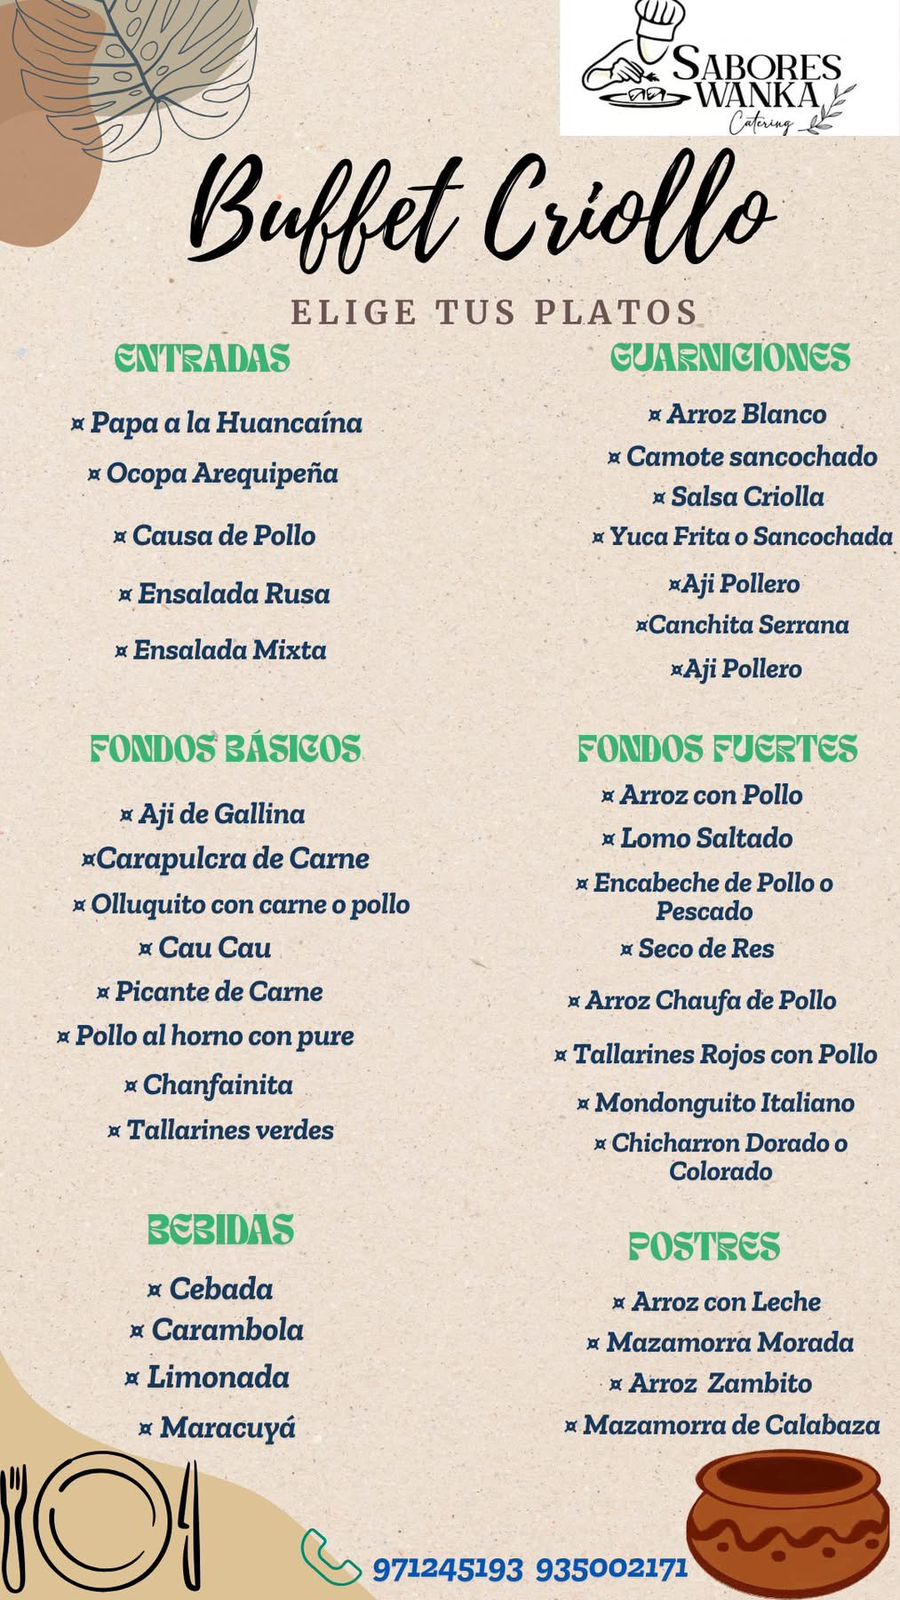 SABORES
WANKA
Catering
Buffet Criollo
ELIGE TUS PLATOS
ENTRADAS
¤ Papa a la Huancaína
¤ Ocopa Arequipeña
¤ Causa de Pollo
¤ Ensalada Rusa
¤ Ensalada Mixta
GUARNICIONES
¤ Arroz Blanco
¤ Camote sancochado
¤ Salsa Criolla
¤ Yuca Frita o Sancochada
¤Aji Pollero
¤Canchita Serrana
¤Aji Pollero
FONDOS BÁSICOS
¤ Aji de Gallina
¤Carapulcra de Carne
¤ Olluquito con carne o pollo
¤ Cau Cau
¤ Picante de Carne
¤ Pollo al horno con pure
¤ Chanfainita
¤ Tallarines verdes
FONDOS FUERTES
¤ Arroz con Pollo
¤ Lomo Saltado
¤ Encabeche de Pollo o
Pescado
¤ Seco de Res
¤ Arroz Chaufa de Pollo
¤ Tallarines Rojos con Pollo
¤ Mondonguito Italiano
¤ Chicharron Dorado o
Colorado
BEBIDAS
¤ Cebada
¤ Carambola
¤ Limonada
¤ Maracuyá
POSTRES
¤ Arroz con Leche
¤ Mazamorra Morada
¤ Arroz Zambito
¤ Mazamorra de Calabaza
971245193 935002171